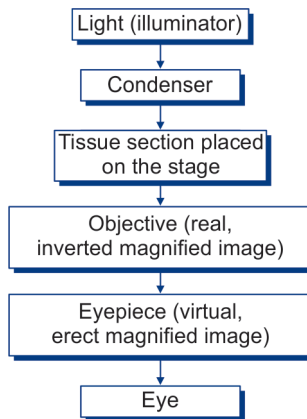 Light (illuminator)
Condenser
Tissue section placed
on the stage
Objective (real,
inverted magnified image)
Eyepiece (virtual,
erect magnified image)
Eye